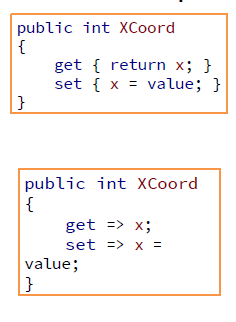 public int XCoord
{
    get { return x; }
    set { x = value; }
}
public int XCoord
{
    get => x;
    set => x =
value;
}